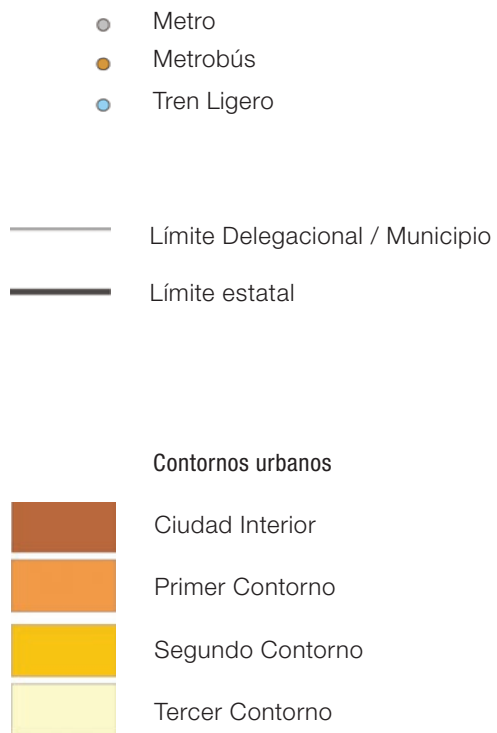 Metro
Metrobús
Tren Ligero
Límite Delegacional / Municipio
Límite estatal
Contornos urbanos
Ciudad Interior
Primer Contorno
Segundo Contorno
Tercer Contorno